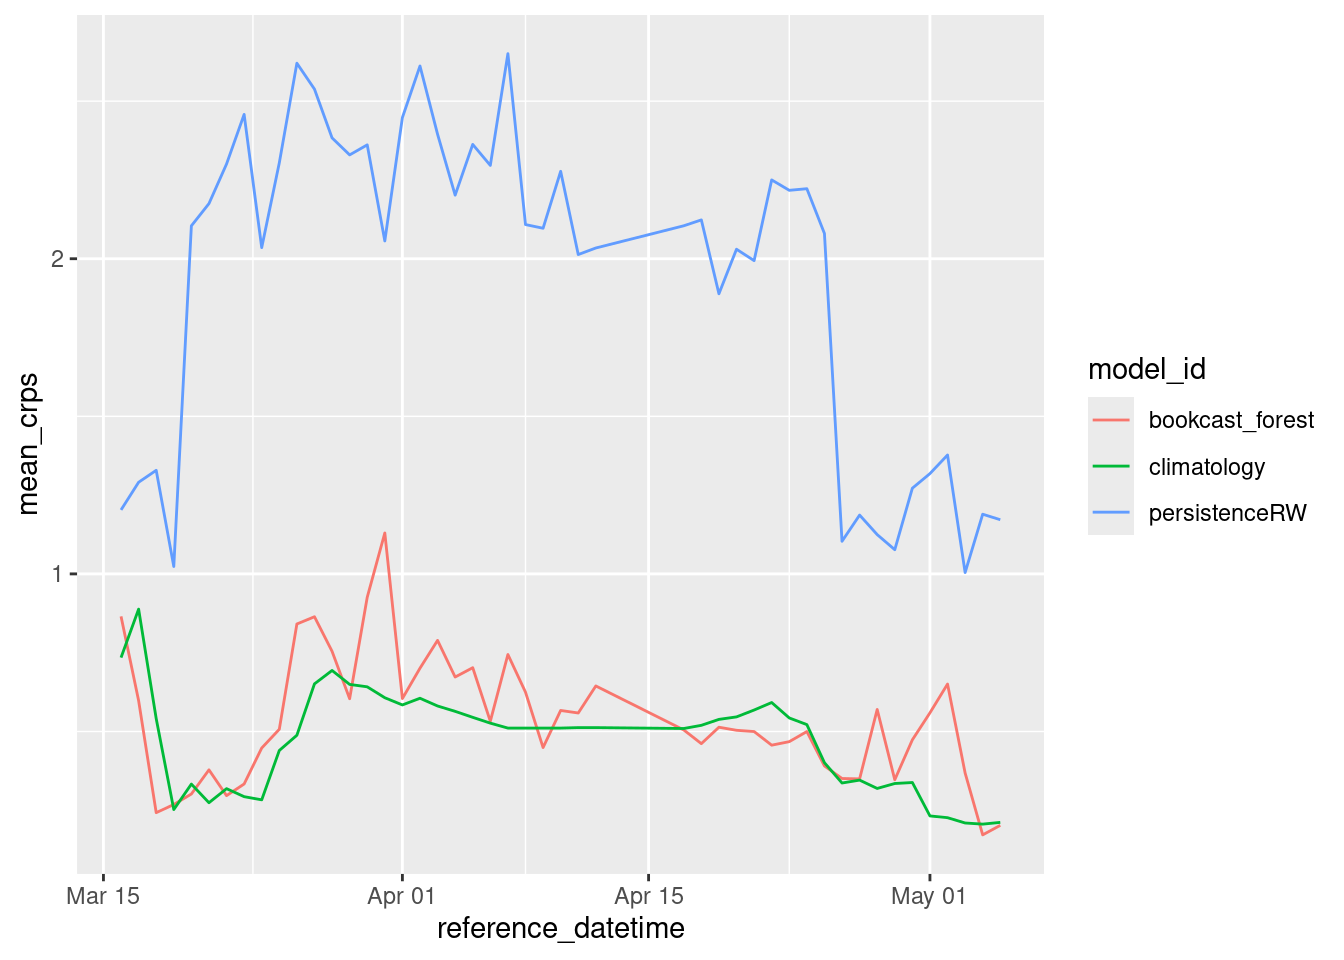 mean_crps
2
1
Mar 15
Apr 01
Apr 15
May 01
reference_datetime
model_id
bookcast_forest
climatology
persistenceRW